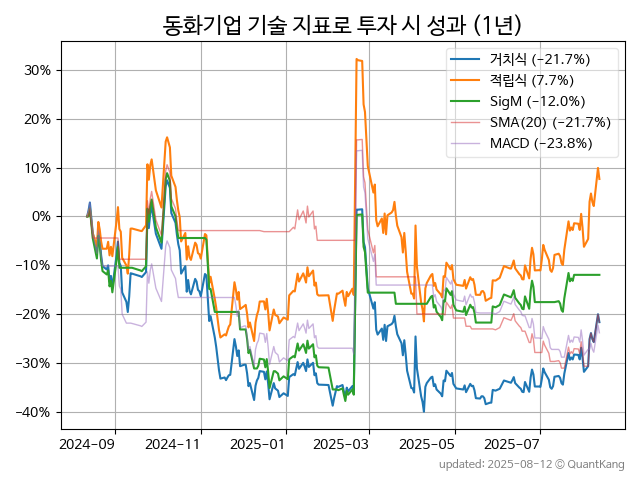 동화기업 기술 지표로 투자 시 성과 (1년)
거치식 (−21.7%)
적립식 (7.7%)
SigM (−12.0%)
SMA(20) (−21.7%)
MACD (−23.8%)
30%
20%
10%
0%
−10%
−20%
−30%
−40%
2024-09
2024-11
2025-01
2025-03
2025-05
2025-07
updated: 2025-08-12 © QuantKang